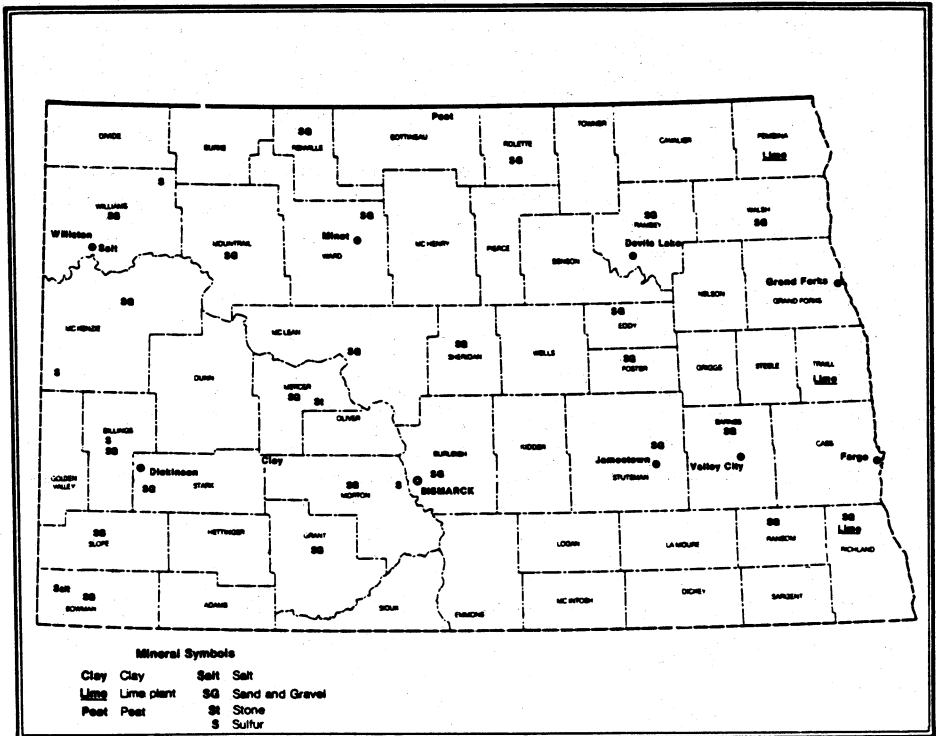 Peat
TOWNER
DIVIDE
BURKE
SG
RENVILLE
BOTTINEAU
ROLETTE
SG
CAVALIER
PEMBINA
Lime
S
WILLIAMS
SG
Williston
Salt
MOUNTRAIL
SG
SG
Minot
WARD
MC HENRY
PIERCE
BENSON
SG
RAMSEY
Devils Lake
WALSH
SG
NELSON
Grand Forks
GRAND FORKS
SG
MC KENZIE
S
MC LEAN
SG
SG
SHERIDAN
WELLS
SG
EDDY
SG
FOSTER
GRIGGS
STEELE
TRAILL
Lime
DUNN
MERCER
SG
St
OLIVER
BILLINGS
S
SG
GOLDEN
VALLEY
Dickinson
SG
STARK
Clay
SG
MORTON
S
BURLEIGH
SG
BISMARCK
KIDDER
SG
Jamestown
STUTSMAN
BARNES
SG
Valley City
CASS
Fargo
SG
SLOPE
HETTINGER
GRANT
SG
LOGAN
LA MOURE
SG
RANSOM
SG
Lime
RICHLAND
Salt
SG
BOWMAN
ADAMS
SIOUX
EMMONS
MC INTOSH
DICKEY
SARGENT
Mineral Symbols
Clay Clay
Lime Lime plant
Peat Peat
Salt Salt
SG Sand and Gravel
St Stone
S Sulfur